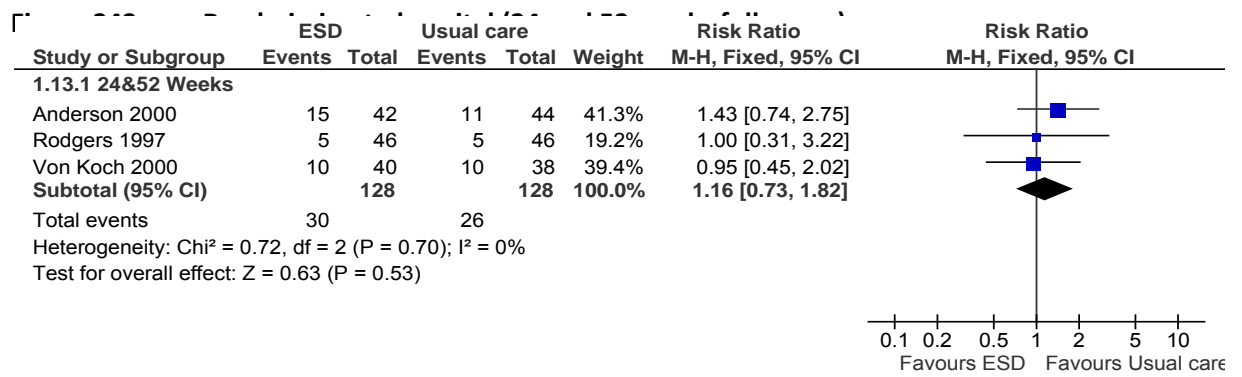 ESD Usual care Risk Ratio Risk Ratio
Study or Subgroup Events Total Events Total Weight M-H, Fixed, 95% CI M-H, Fixed, 95% CI
1.13.1 24&52 Weeks
Anderson 2000 15 42 11 44 41.3% 1.43 [0.74, 2.75]
Rodgers 1997 5 46 5 46 19.2% 1.00 [0.31, 3.22]
Von Koch 2000 10 40 10 38 39.4% 0.95 [0.45, 2.02]
Subtotal (95% CI) 128 128 100.0% 1.16 [0.73, 1.82]
Total events 30 26
Heterogeneity: Chi² = 0.72, df = 2 (P = 0.70); I² = 0%
Test for overall effect: Z = 0.63 (P = 0.53)
0.1 0.2 0.5 1 2 5 10
Favours ESD Favours Usual care